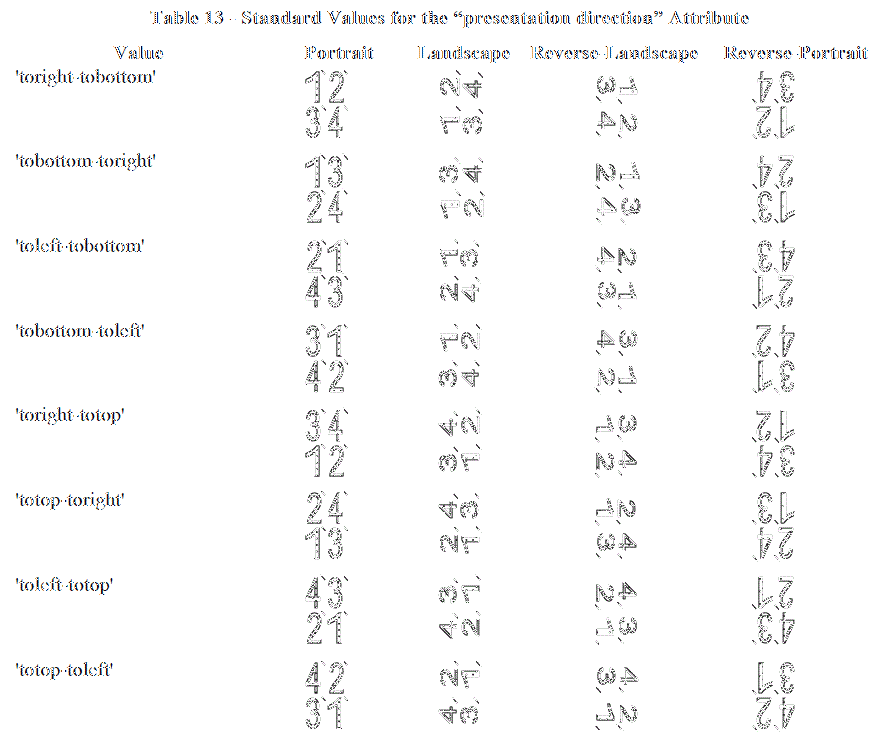 Table 13 - Standard Values for the “presentation direction” Attribute
Value Portrait Landscape Reverse-Landscape Reverse-Portrait
'toright-tobottom' 12 24 31 43
34 13 42 21
'tobottom-toright' 13 34 21 42
24 12 43 31
'toleft-tobottom' 21 13 42 34
43 24 31 12
'tobottom-toleft' 31 12 43 24
42 34 21 13
'toright-totop' 34 42 13 21
12 31 24 43
'totop-toright' 24 43 12 31
13 21 34 42
'toleft-totop' 43 31 24 12
21 42 13 34
'totop-toleft' 42 21 34 13
31 43 12 24